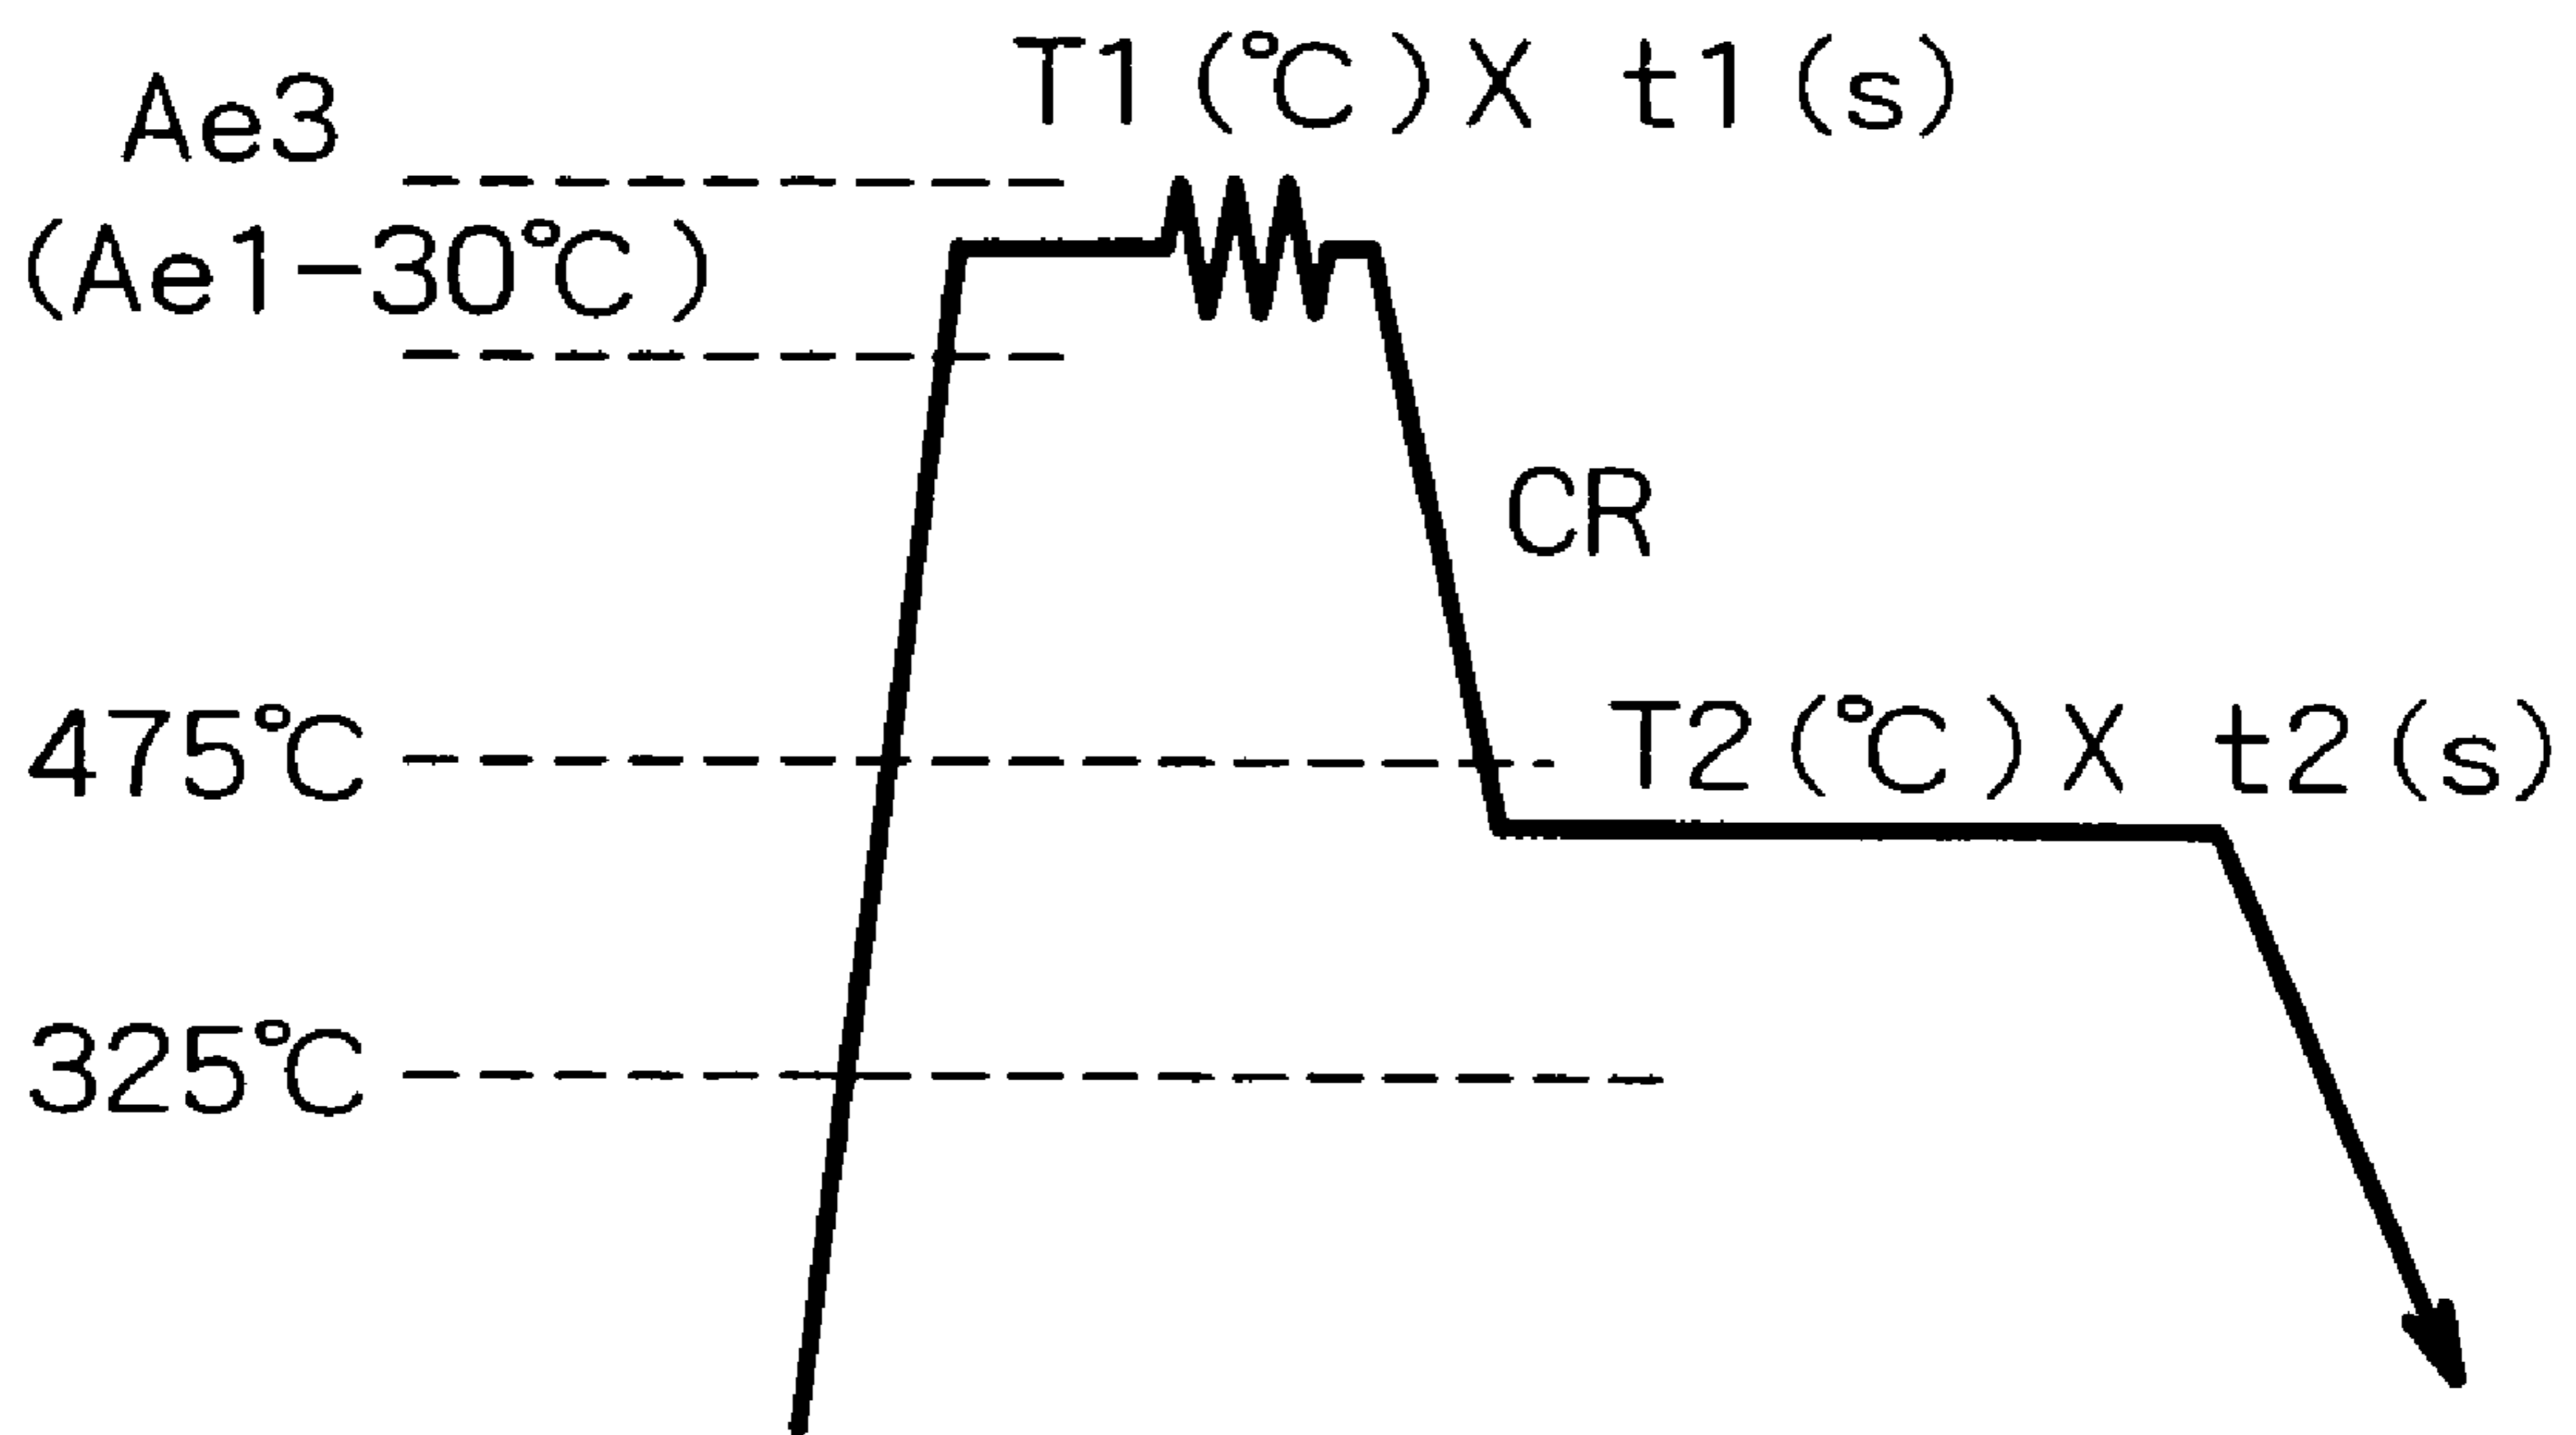 T1(℃)X t1(s)
Ae3
(Ae1-30℃)
CR
475℃
T2(℃)X t2(s)
325℃